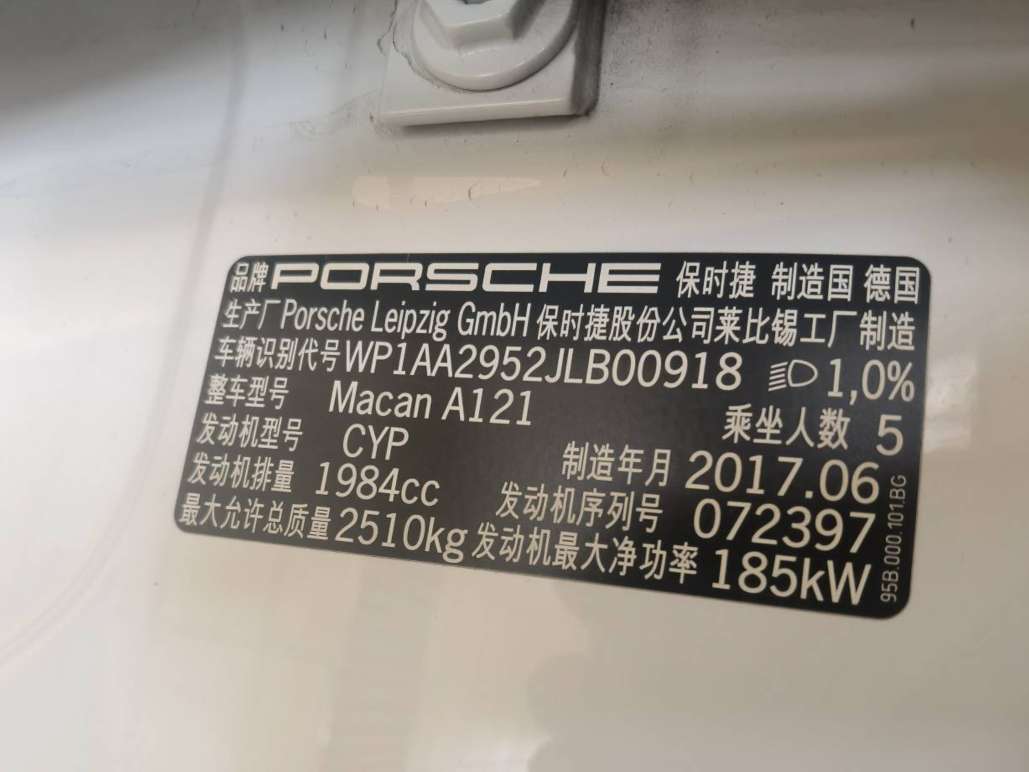 品牌 PORSCHE 保时捷 制造国 德国
生产厂 Porsche Leipzig GmbH 保时捷股份公司莱比锡工厂制造
车辆识别代号 WP1AA2952JLB00918 1,0%
整车型号 Macan A121 乘坐人数 5
发动机型号 CYP 制造年月 2017.06
发动机排量 1984cc 发动机序列号 072397
最大允许总质量 2510kg 发动机最大净功率 185kW
95B.000.101.BG